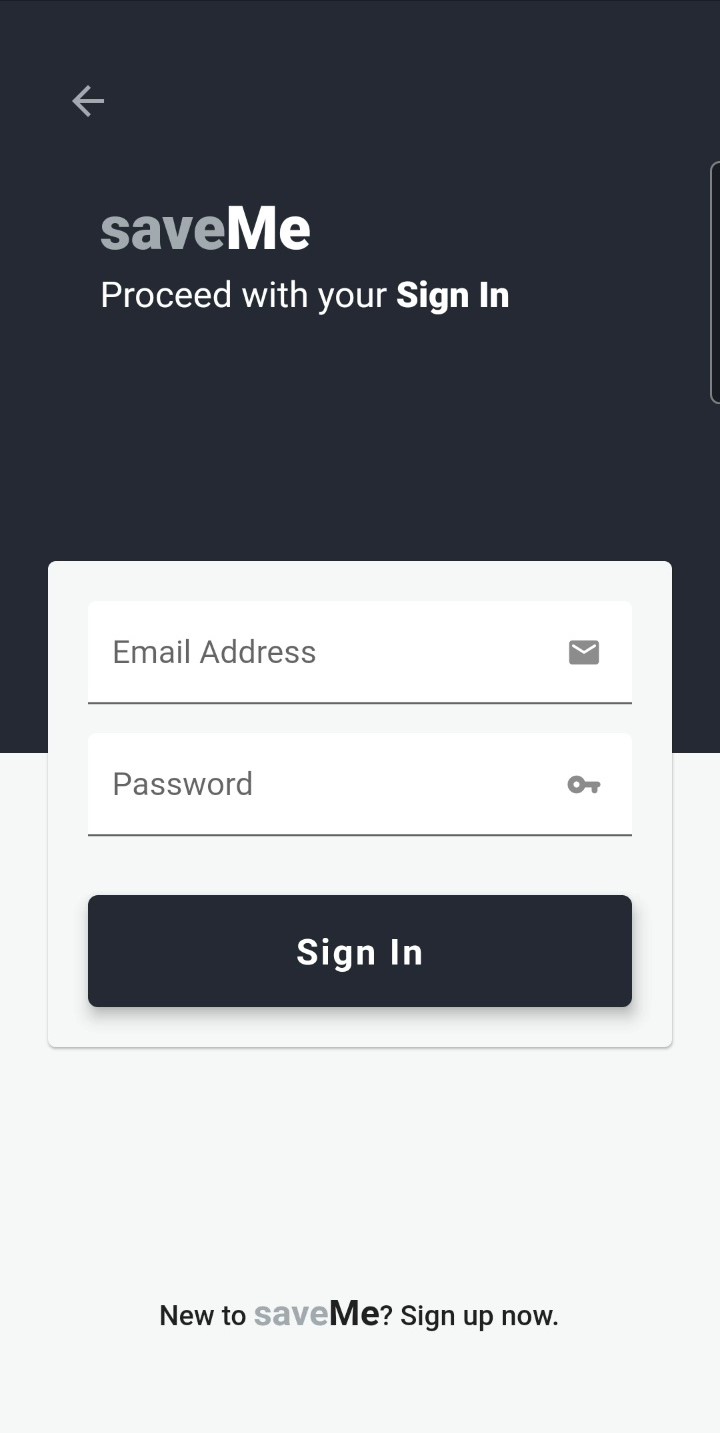 saveMe
Proceed with your Sign In
Email Address
Password
Sign In
New to saveMe? Sign up now.